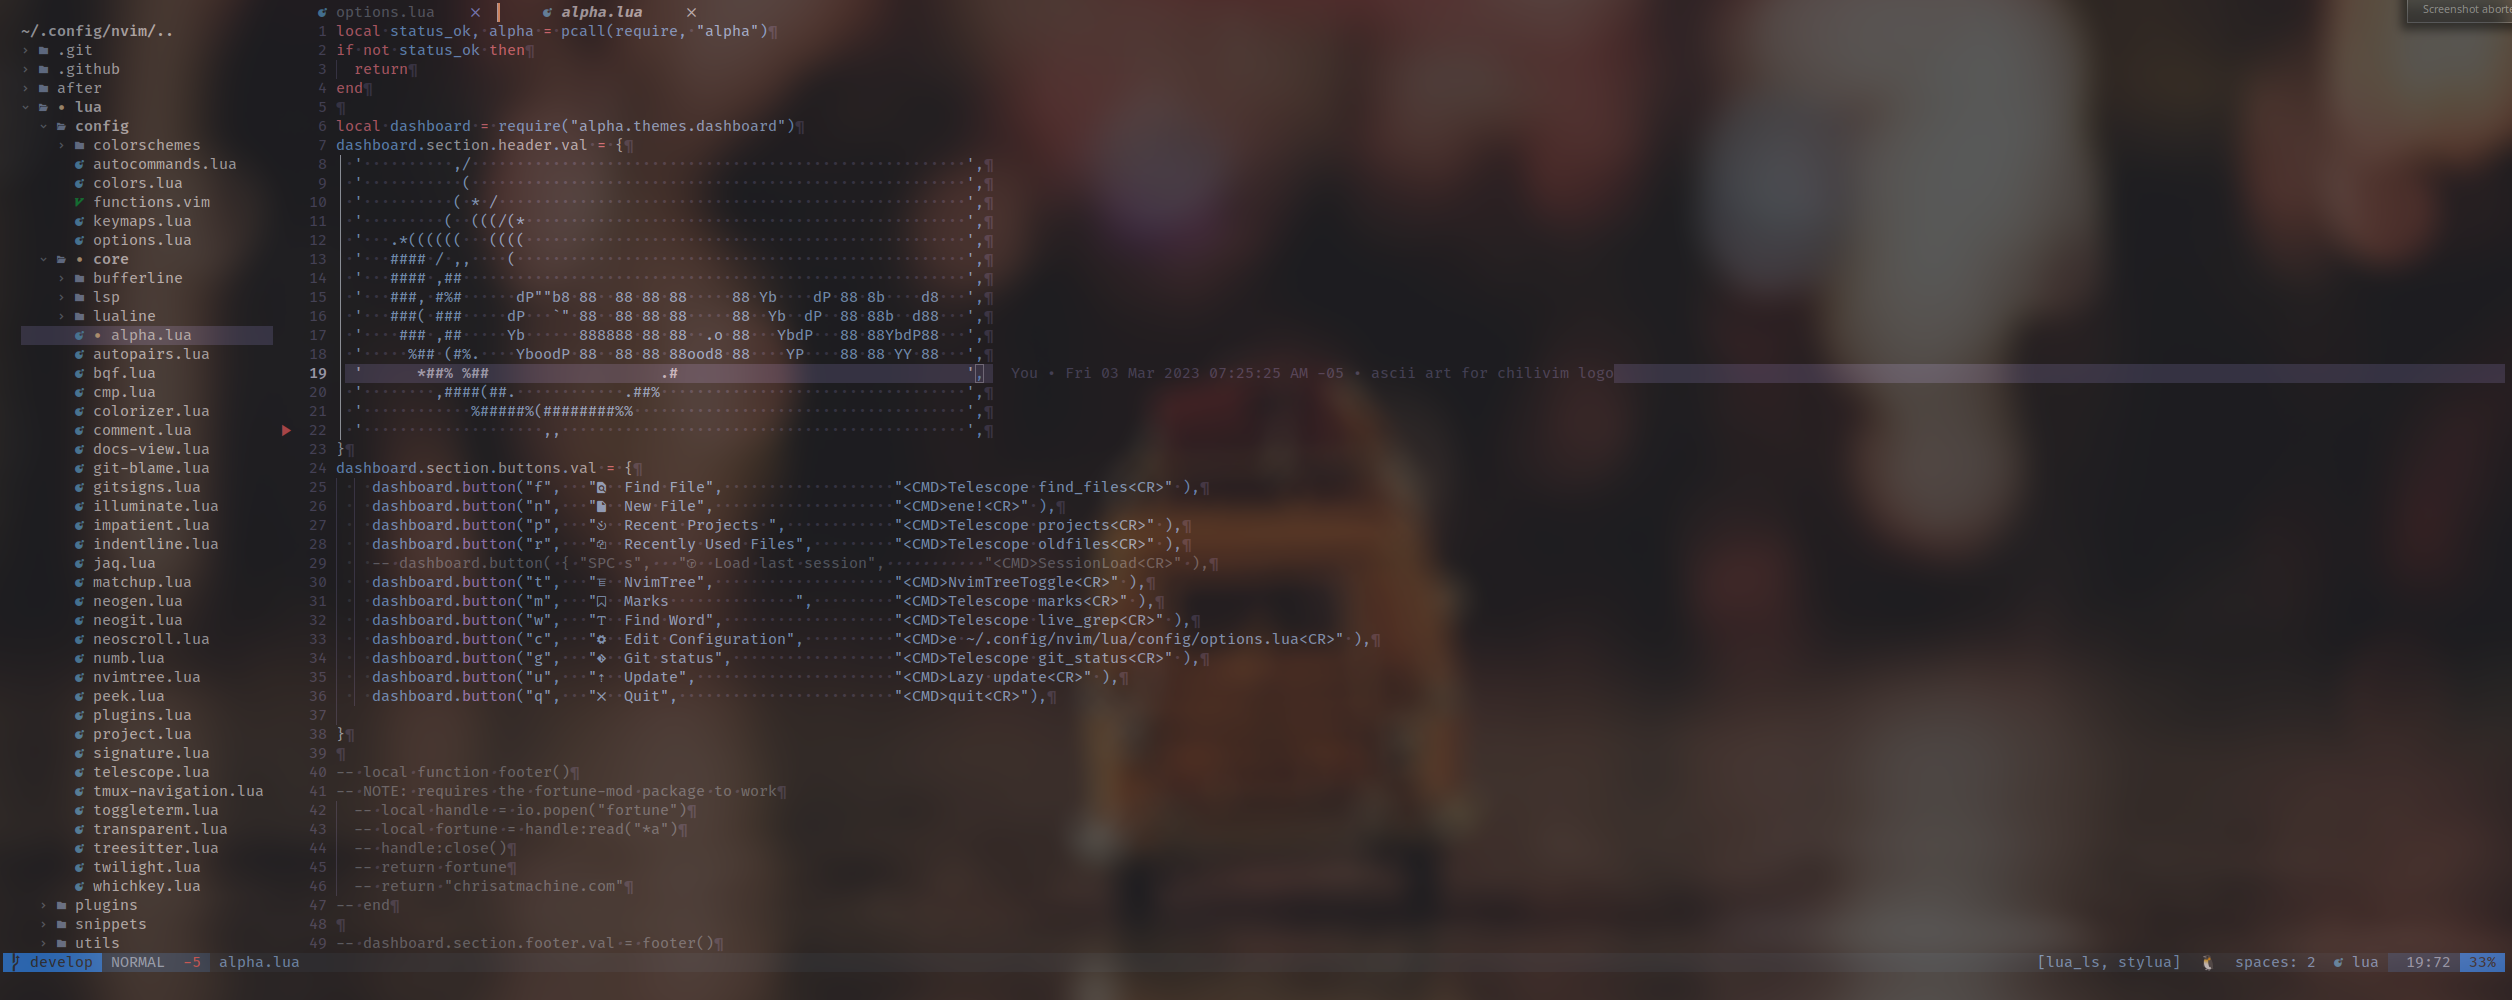 options.lua × alpha.lua ×
Screenshot aborte
~/.config/nvim/..
.git
.github
after
lua
config
colorschemes
autocommands.lua
colors.lua
functions.vim
keymaps.lua
options.lua
core
bufferline
lsp
lualine
alpha.lua
autopairs.lua
bqf.lua
cmp.lua
colorizer.lua
comment.lua
docs-view.lua
git-blame.lua
gitsigns.lua
illuminate.lua
impatient.lua
indentline.lua
jaq.lua
matchup.lua
neogen.lua
neogit.lua
neoscroll.lua
numb.lua
nvimtree.lua
peek.lua
plugins.lua
project.lua
signature.lua
telescope.lua
tmux-navigation.lua
toggleterm.lua
transparent.lua
treesitter.lua
twilight.lua
whichkey.lua
plugins
snippets
utils
1 local status_ok, alpha = pcall(require, "alpha")¶
2 if not status_ok then¶
3   return¶
4 end¶
5 ¶
6 local dashboard = require("alpha.themes.dashboard")¶
7 dashboard.section.header.val = {¶
8   '          ,/                                                       ',¶
9   '           (                                                       ',¶
10   '          ( * /                                                    ',¶
11   '         (  (((/(*                                                 ',¶
12   '   .*((((((   ((((                                                 ',¶
13   '   #### / ,,    (                                                  ',¶
14   '   #### ,##                                                        ',¶
15   '   ###, #%#      dP""b8 88  88 88 88     88 Yb    dP 88 8b    d8   ',¶
16   '   ###( ###     dP   `" 88  88 88 88     88  Yb  dP  88 88b  d88   ',¶
17   '    ### ,##     Yb      888888 88 88  .o 88   YbdP   88 88YbdP88   ',¶
18   '     %## (#%.    YboodP 88  88 88 88ood8 88    YP    88 88 YY 88   ',¶
19   '      *##% %##                   .#                                ',   You • Fri 03 Mar 2023 07:25:25 AM -05 • ascii art for chilivim logo
20   '        ,####(##.            .##%                                  ',¶
21   '            %#####%(########%%                                     ',¶
22   '                    ,,                                             ',¶
23 }¶
24 dashboard.section.buttons.val = {¶
25     dashboard.button("f",   "  Find File",                   "<CMD>Telescope find_files<CR>" ),¶
26     dashboard.button("n",   "  New File",                    "<CMD>ene!<CR>" ),¶
27     dashboard.button("p",   "  Recent Projects ",            "<CMD>Telescope projects<CR>" ),¶
28     dashboard.button("r",   "  Recently Used Files",         "<CMD>Telescope oldfiles<CR>" ),¶
29     -- dashboard.button( { "SPC s",   "  Load last session",           "<CMD>SessionLoad<CR>" ),¶
30     dashboard.button("t",   "  NvimTree",                    "<CMD>NvimTreeToggle<CR>" ),¶
31     dashboard.button("m",   "  Marks              ",         "<CMD>Telescope marks<CR>" ),¶
32     dashboard.button("w",   "  Find Word",                   "<CMD>Telescope live_grep<CR>" ),¶
33     dashboard.button("c",   "  Edit Configuration",          "<CMD>e ~/.config/nvim/lua/config/options.lua<CR>" ),¶
34     dashboard.button("g",   "  Git status",                  "<CMD>Telescope git_status<CR>" ),¶
35     dashboard.button("u",   "  Update",                      "<CMD>Lazy update<CR>" ),¶
36     dashboard.button("q",   "  Quit",                        "<CMD>quit<CR>"),¶
37
38 }¶
39 ¶
40 -- local function footer()¶
41 -- NOTE: requires the fortune-mod package to work¶
42   -- local handle = io.popen("fortune")¶
43   -- local fortune = handle:read("*a")¶
44   -- handle:close()¶
45   -- return fortune¶
46   -- return "chrisatmachine.com"¶
47 -- end¶
48 ¶
49 -- dashboard.section.footer.val = footer()¶
develop NORMAL -5 alpha.lua [lua_ls, stylua] spaces: 2 lua 19:72 33%